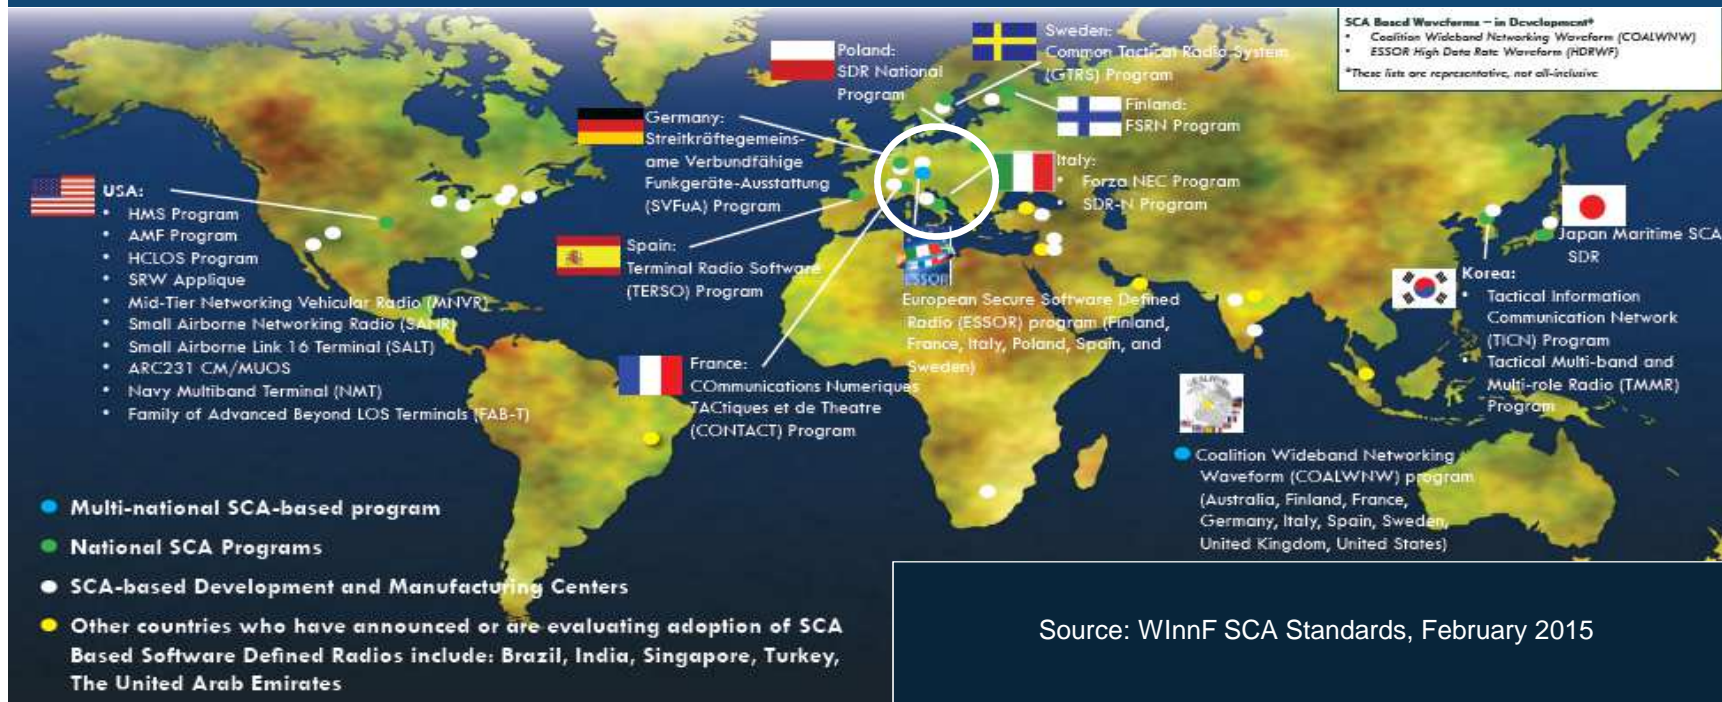 SCA Based Waveforms – in Development*
• Coalition Wideband Networking Waveform (COALWNW)
• ESSOR High Data Rate Waveform (HDRWF)
*These lists are representative, not all-inclusive
Sweden:
Common Tactical Radio System
(GTRS) Program
Poland:
SDR National
Program
Finland:
FSRN Program
Germany:
Streitkräftegemeins-
ame Verbundfähige
Funkgeräte-Ausstattung
(SVFuA) Program
Italy:
• Forza NEC Program
• SDR-N Program
USA:
• HMS Program
• AMF Program
• HCLOS Program
• SRW Applique
• Mid-Tier Networking Vehicular Radio (MNVR)
• Small Airborne Networking Radio (SANR)
• Small Airborne Link 16 Terminal (SALT)
• ARC231 CM/MUOS
• Navy Multiband Terminal (NMT)
• Family of Advanced Beyond LOS Terminals (FAB-T)
Spain:
Terminal Radio Software
(TERSO) Program
ESSOR
European Secure Software Defined
Radio (ESSOR) program (Finland,
France, Italy, Poland, Spain, and
Sweden)
Japan Maritime SCA
SDR
Korea:
• Tactical Information
Communication Network
(TICN) Program
• Tactical Multi-band and
Multi-role Radio (TMMR)
Program
France:
COmmunications Numeriques
TACtiques et de Theatre
(CONTACT) Program
Coalition Wideband Networking
Waveform (COALWNW) program
(Australia, Finland, France,
Germany, Italy, Spain, Sweden,
United Kingdom, United States)
Multi-national SCA-based program
National SCA Programs
SCA-based Development and Manufacturing Centers
Other countries who have announced or are evaluating adoption of SCA
Based Software Defined Radios include: Brazil, India, Singapore, Turkey,
The United Arab Emirates
Source: WInnF SCA Standards, February 2015